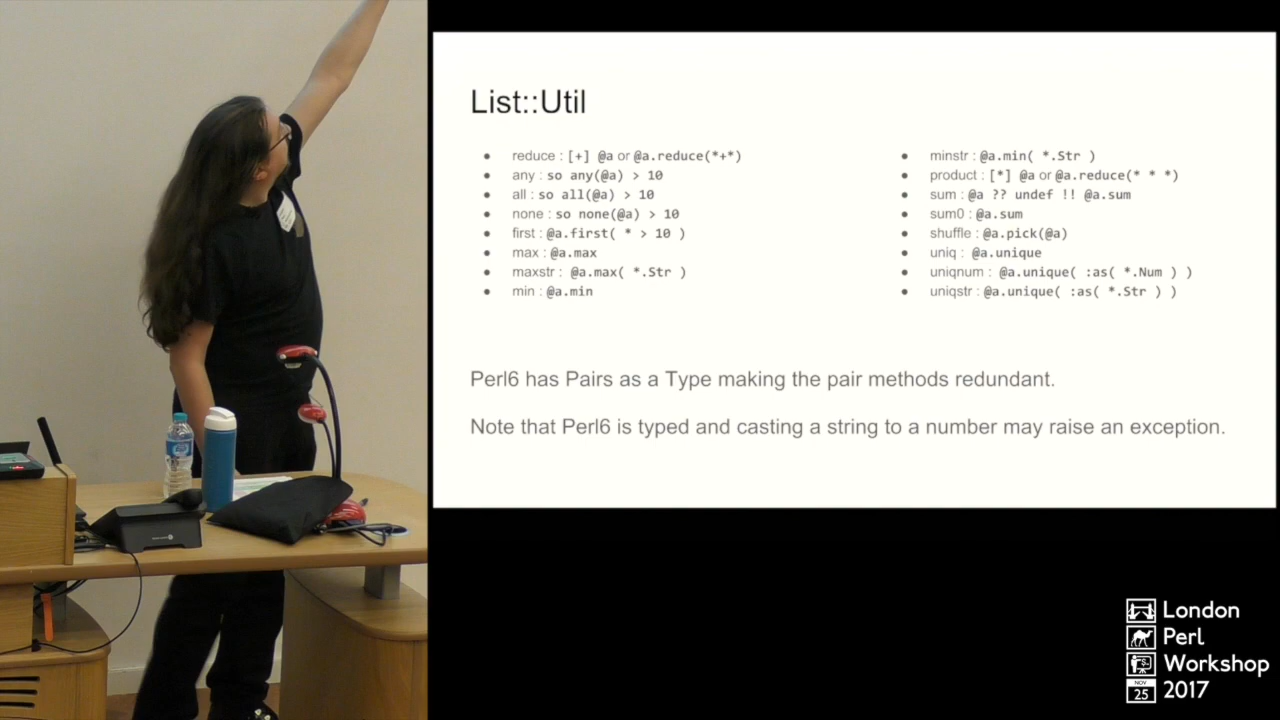 List::Util
reduce : [+] @a or @a.reduce(*+*)
any : so any(@a) > 10
all : so all(@a) > 10
none : so none(@a) > 10
first : @a.first( * > 10 )
max : @a.max
maxstr : @a.max( *.Str )
min : @a.min
minstr : @a.min( *.Str )
product : [*] @a or @a.reduce(* * *)
sum : @a ?? undef !! @a.sum
sum0 : @a.sum
shuffle : @a.pick(@a)
uniq : @a.unique
uniqnum : @a.unique( :as( *.Num ) )
uniqstr : @a.unique( :as( *.Str ) )
Perl6 has Pairs as a Type making the pair methods redundant.
Note that Perl6 is typed and casting a string to a number may raise an exception.
London
Perl
Workshop
NOV
25
2017